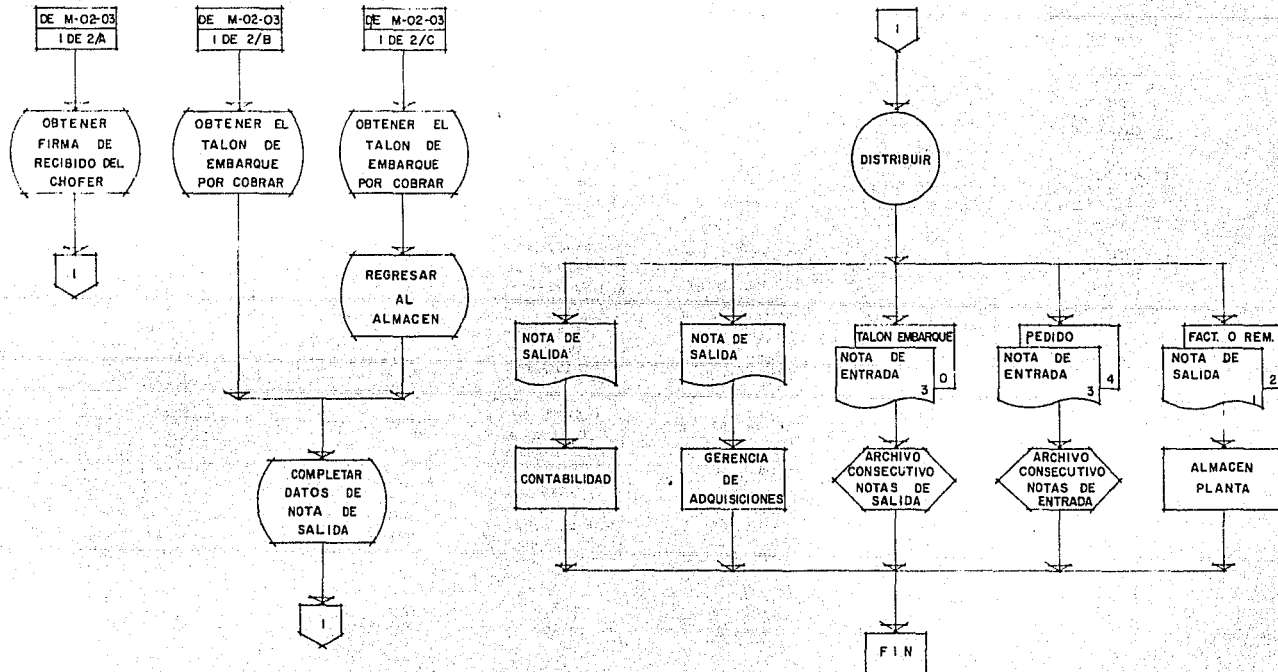 DE M-02-03
1 DE 2/A
DE M-02-03
1 DE 2/B
DE M-02-03
1 DE 2/C
OBTENER
FIRMA DE
RECIBIDO DEL
CHOFER
OBTENER EL
TALON DE
EMBARQUE
POR COBRAR
OBTENER EL
TALON DE
EMBARQUE
POR COBRAR
1
REGRESAR
AL
ALMACEN
COMPLETAR
DATOS DE
NOTA DE
SALIDA
1
1
DISTRIBUIR
NOTA DE
SALIDA
NOTA DE
SALIDA
TALON EMBARQUE
0
NOTA DE
ENTRADA
3
PEDIDO
4
NOTA DE
ENTRADA
3
FACT. O REM.
2
NOTA DE
SALIDA
1
CONTABILIDAD
GERENCIA
DE
ADQUISICIONES
ARCHIVO
CONSECUTIVO
NOTAS DE
SALIDA
ARCHIVO
CONSECUTIVO
NOTAS DE
ENTRADA
ALMACEN
PLANTA
FIN